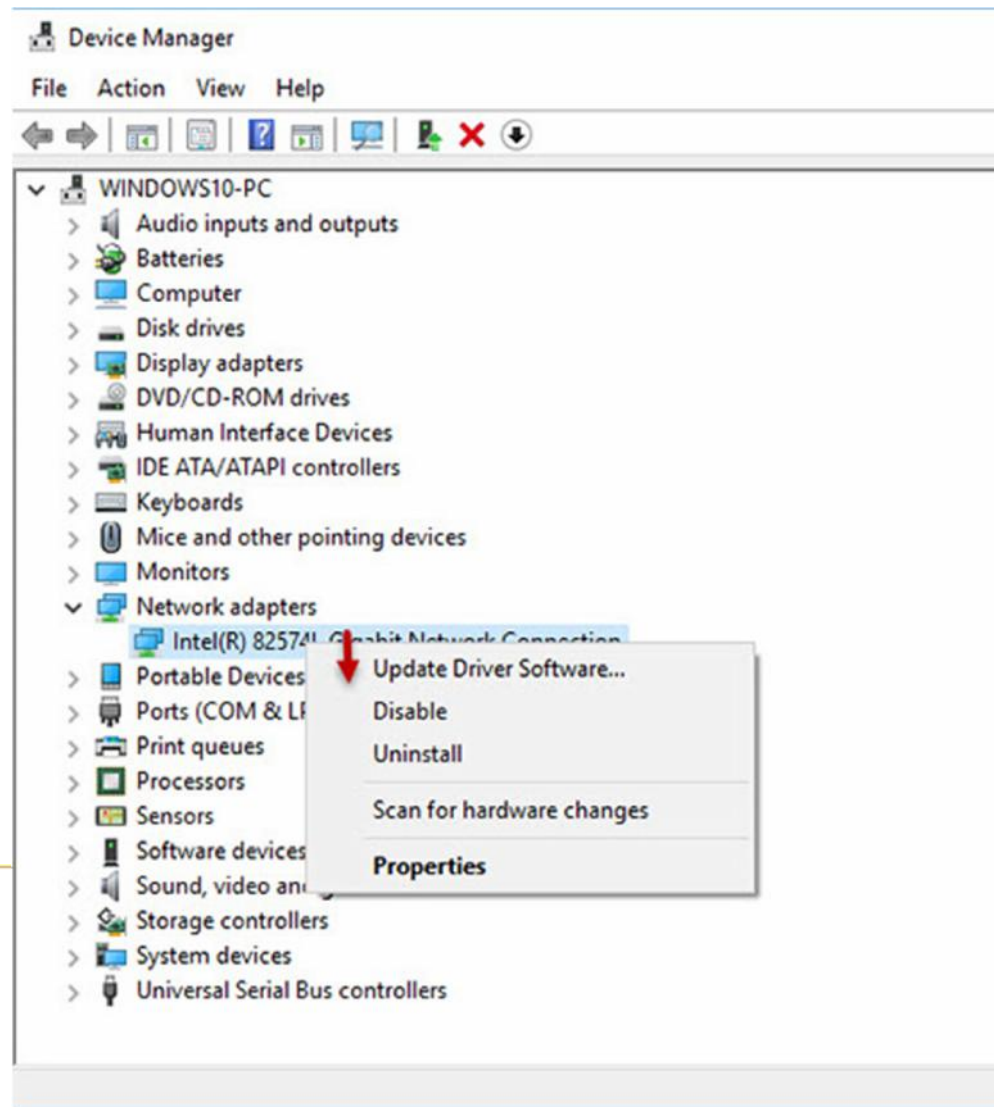 Device Manager
File Action View Help
WINDOWS10-PC
Audio inputs and outputs
Batteries
Computer
Disk drives
Display adapters
DVD/CD-ROM drives
Human Interface Devices
IDE ATA/ATAPI controllers
Keyboards
Mice and other pointing devices
Monitors
Network adapters
Intel(R) 82574L Gigabit Network Connection
Update Driver Software...
Portable Devices
Disable
Ports (COM &
Print queues
Uninstall
Processors
Scan for hardware changes
Sensors
Software devices
Properties
Sound, video
Storage controllers
System devices
Universal Serial Bus controllers